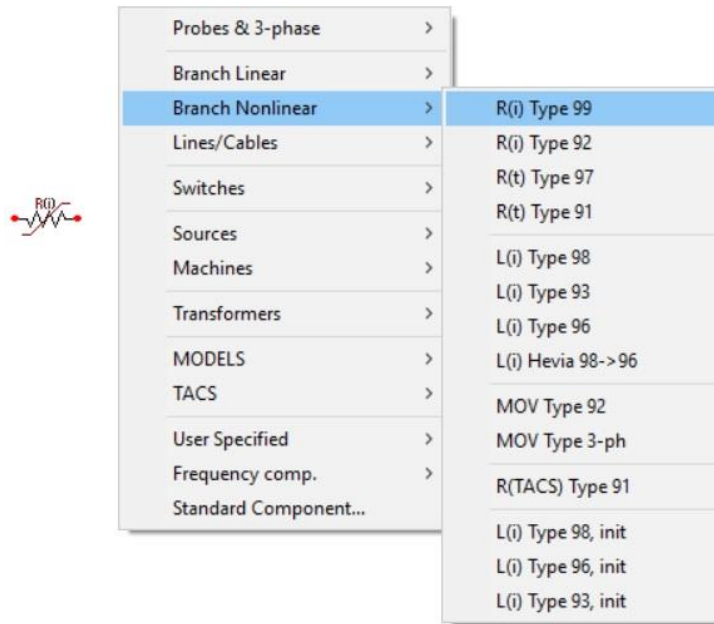 R(i)
Probes & 3-phase
Branch Linear
Branch Nonlinear
Lines/Cables
Switches
Sources
Machines
Transformers
MODELS
TACS
User Specified
Frequency comp.
Standard Component...
R(i) Type 99
R(i) Type 92
R(t) Type 97
R(t) Type 91
L(i) Type 98
L(i) Type 93
L(i) Type 96
L(i) Hevia 98->96
MOV Type 92
MOV Type 3-ph
R(TACS) Type 91
L(i) Type 98, init
L(i) Type 96, init
L(i) Type 93, init